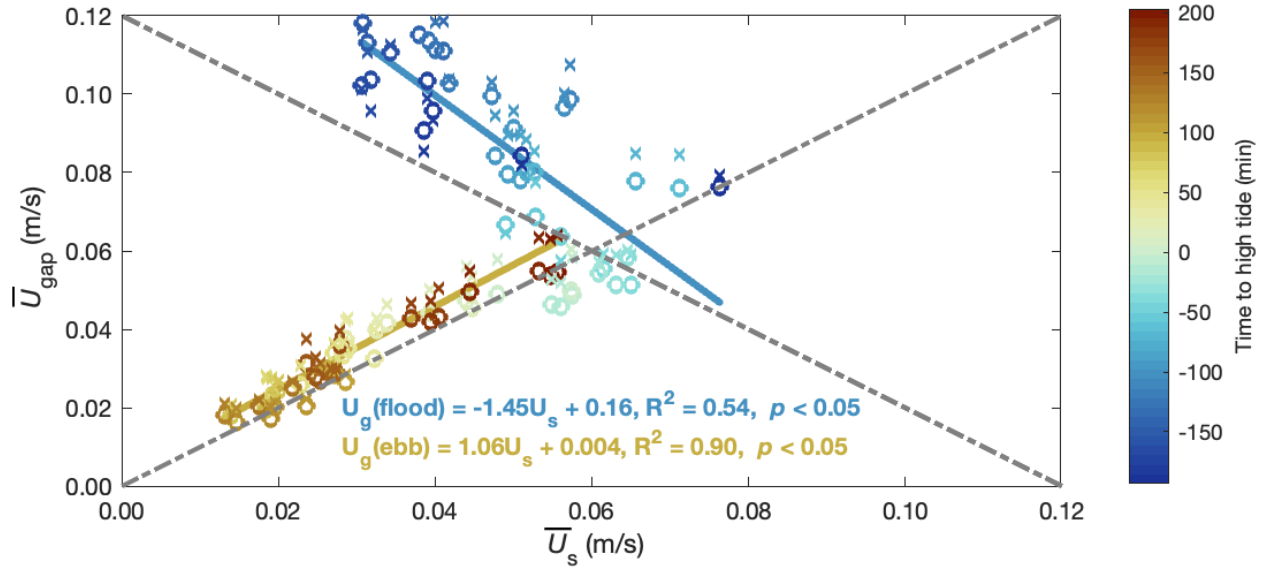 0.12
0.10
0.08
0.06
0.04
0.02
0.00
U̅gap (m/s)
U_g(flood) = -1.45U_s + 0.16, R² = 0.54, p < 0.05
U_g(ebb) = 1.06U_s + 0.004, R² = 0.90, p < 0.05
0.00 0.02 0.04 0.06 0.08 0.10 0.12
U̅s (m/s)
200
150
100
50
0
-50
-100
-150
Time to high tide (min)